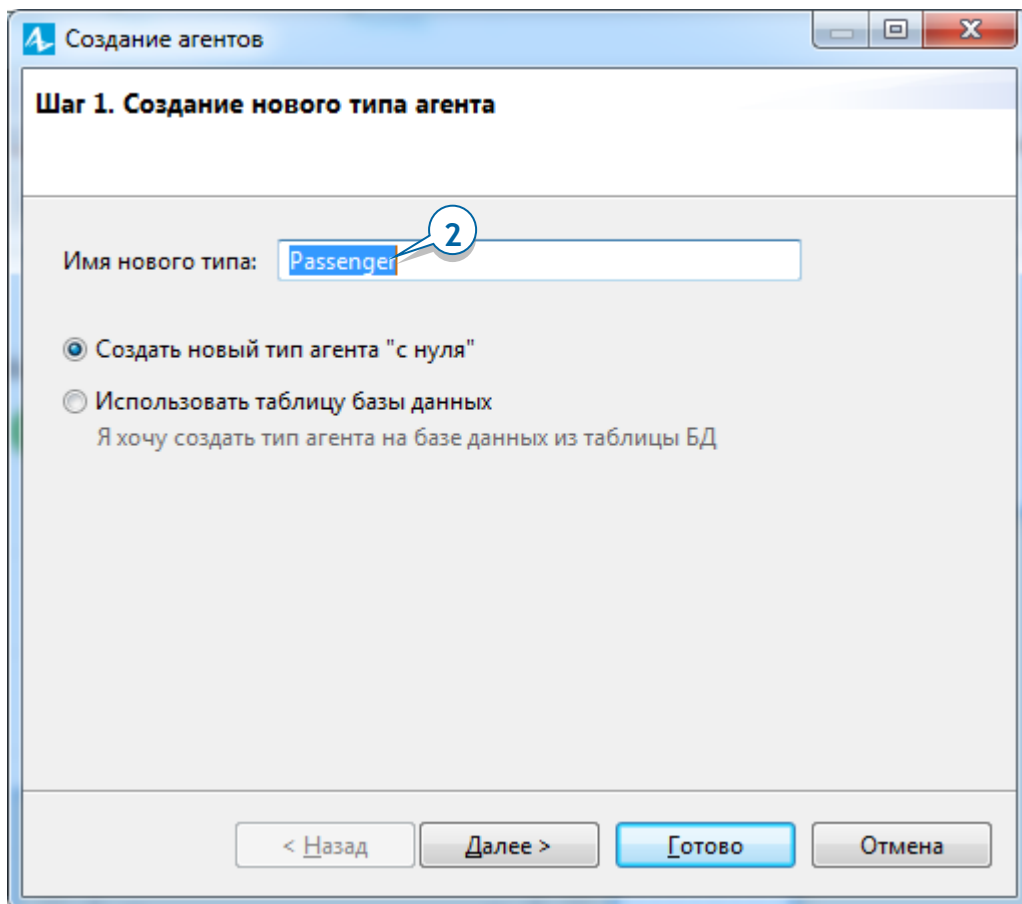 Создание агентов
Шаг 1. Создание нового типа агента
2
Имя нового типа: Passenger
Создать новый тип агента "с нуля"
Использовать таблицу базы данных
Я хочу создать тип агента на базе данных из таблицы БД
< Назад Далее > Готово Отмена